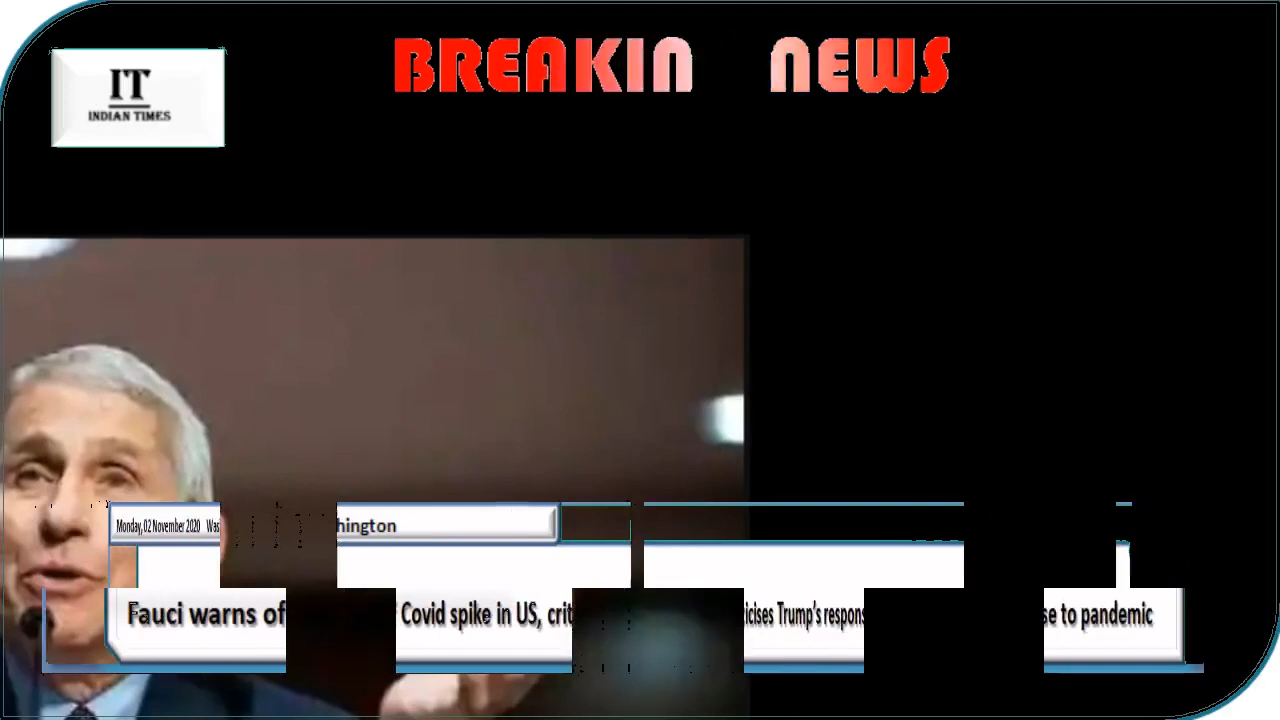 BREAKIN NEWS
IT
INDIAN TIMES
Monday, 02 November 2020 Was hington
Fauci warns of Covid spike in US, crit icises Trump's respons se to pandemic